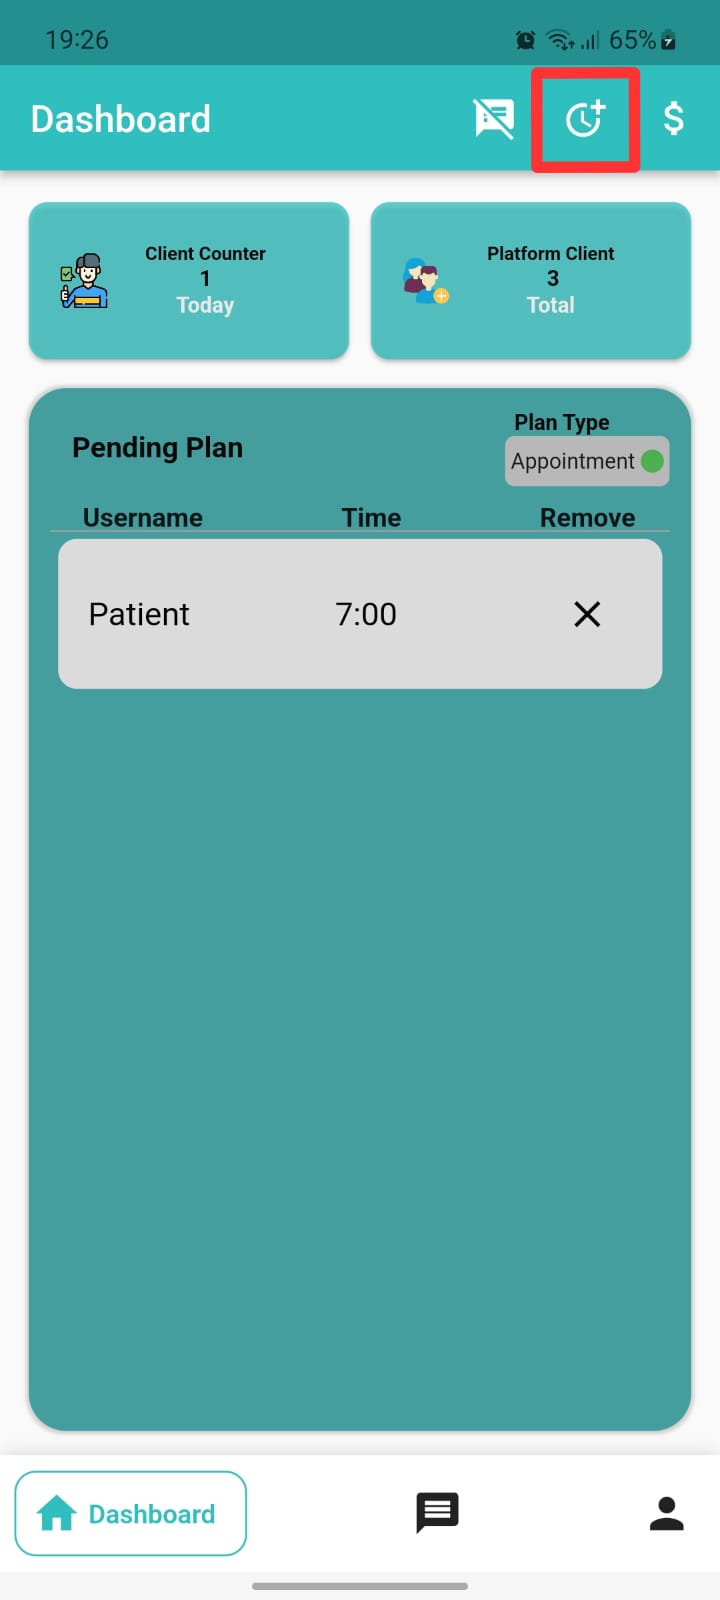 19:26
65%
Dashboard
Client Counter
1
Today
Platform Client
3
Total
Pending Plan
Plan Type
Appointment
Username Time Remove
Patient 7:00
Dashboard